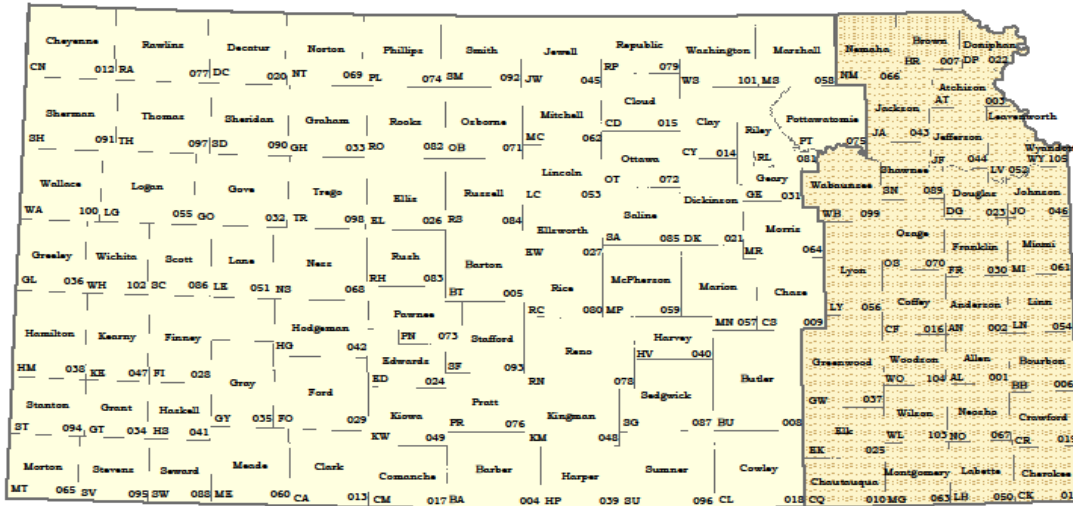 Cheyenne Rawlins Decatur Norton Phillips Smith Jewell Republic Washington Marshall Nemaha Brown Doniphan
CN 012 RA 077 DC 020 NT 069 PL 074 SM 092 JW 045 RP 079 WS 101 MS 058 NM 066 BR 007 DP 022
Sherman Thomas Sheridan Graham Rooks Osborne Mitchell Cloud Clay Riley Pottawatomie Jackson Atchison
AT 003
SH 091 TH 097 SD 090 GH 033 RO 082 OB 071 MC 062 CD 015 CY 014 RL 081 PT 075 JA 043 Jefferson Leavenworth
JF 044 LV 052 WY 105
Wallace Logan Gove Trego Ellis Russell Lincoln Ottawa Dickinson Geary Wabaunsee Shawnee Douglas Johnson
WA 100 LG 055 GO 032 TR 098 EL 026 RS 084 LC 053 OT 072 GE 031 WB 099 SN 089 DG 023 JO 046
Greeley Wichita Scott Lane Ness Rush Barton Ellsworth Saline Morris Lyon Osage Franklin Miami
EW 027 SA 085 DK 021 MR 064
GL 036 WH 102 SC 086 LE 051 NS 068 RH 083 BT 005 OS 070 FR 030 MI 061
Hamilton Kearny Finney Hodgeman Pawnee Stafford Rice McPherson Marion Chase Coffey Anderson Linn
RC 080 MP 059 MN 057 CS 009 LY 056 CF 016 AN 002 LN 054
HG 042 PN 073 Edwards Reno Harvey HV 040
HM 038 KE 047 FI 028 Gray Ford ED 024 SF 093 RN 078 Sedgwick Butler Greenwood Woodson Allen Bourbon
WO 104 AL 001 BB 006
Stanton Grant Haskell GY 035 FO 029 Kiowa Pratt Kingman GW 037 Wilson Neosho Crawford
ST 094 GT 034 HS 041 KW 049 PR 076 KM 048 SG 087 BU 008 Elk EK 025 WL 103 NO 067 CR 019
Morton Stevens Seward Meade Clark Comanche Barber Harper Sumner Cowley Chautauqua Montgomery Labette Cherokee
MT 065 SV 095 SW 088 ME 060 CA 013 CM 017 BA 004 HP 039 SU 096 CL 018 CQ 010 MG 063 LB 050 CK